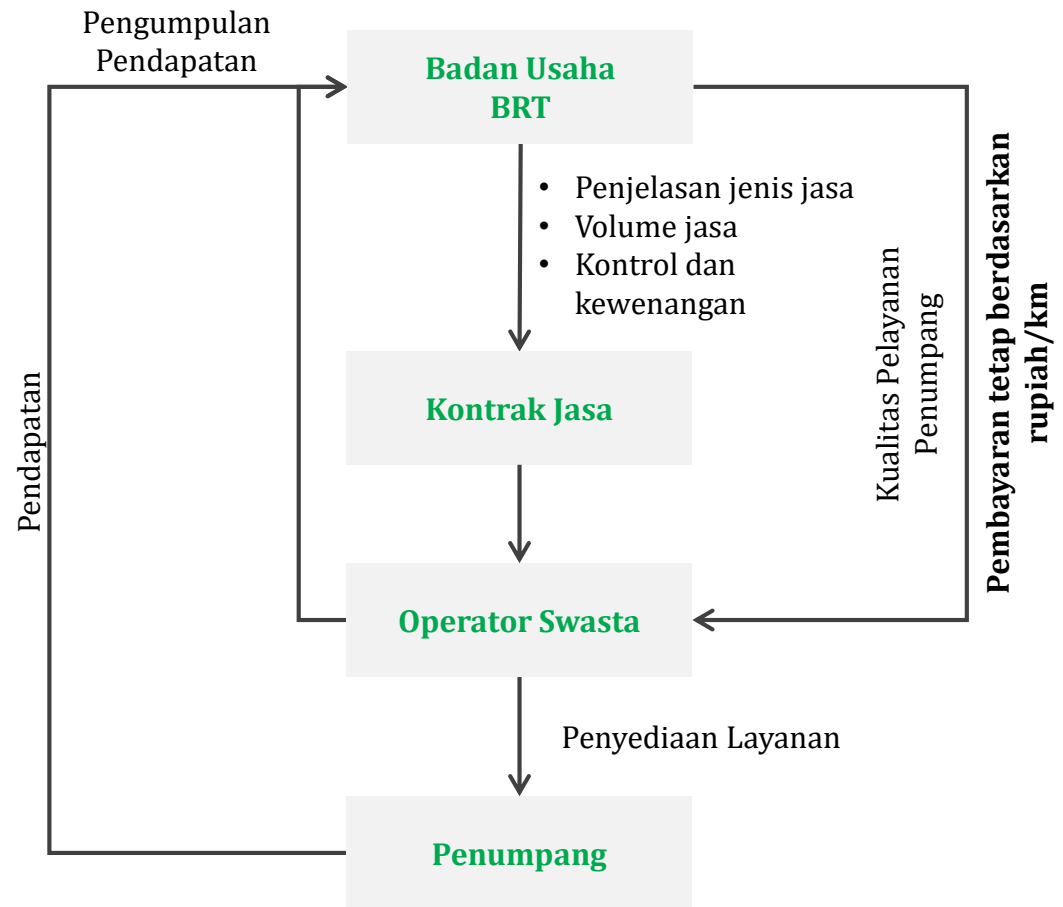 Pengumpulan
Pendapatan
Badan Usaha
BRT
• Penjelasan jenis jasa
• Volume jasa
• Kontrol dan
kewenangan
Kualitas Pelayanan
Penumpang
Pembayaran tetap berdasarkan
rupiah/km
Pendapatan
Kontrak Jasa
Operator Swasta
Penyediaan Layanan
Penumpang